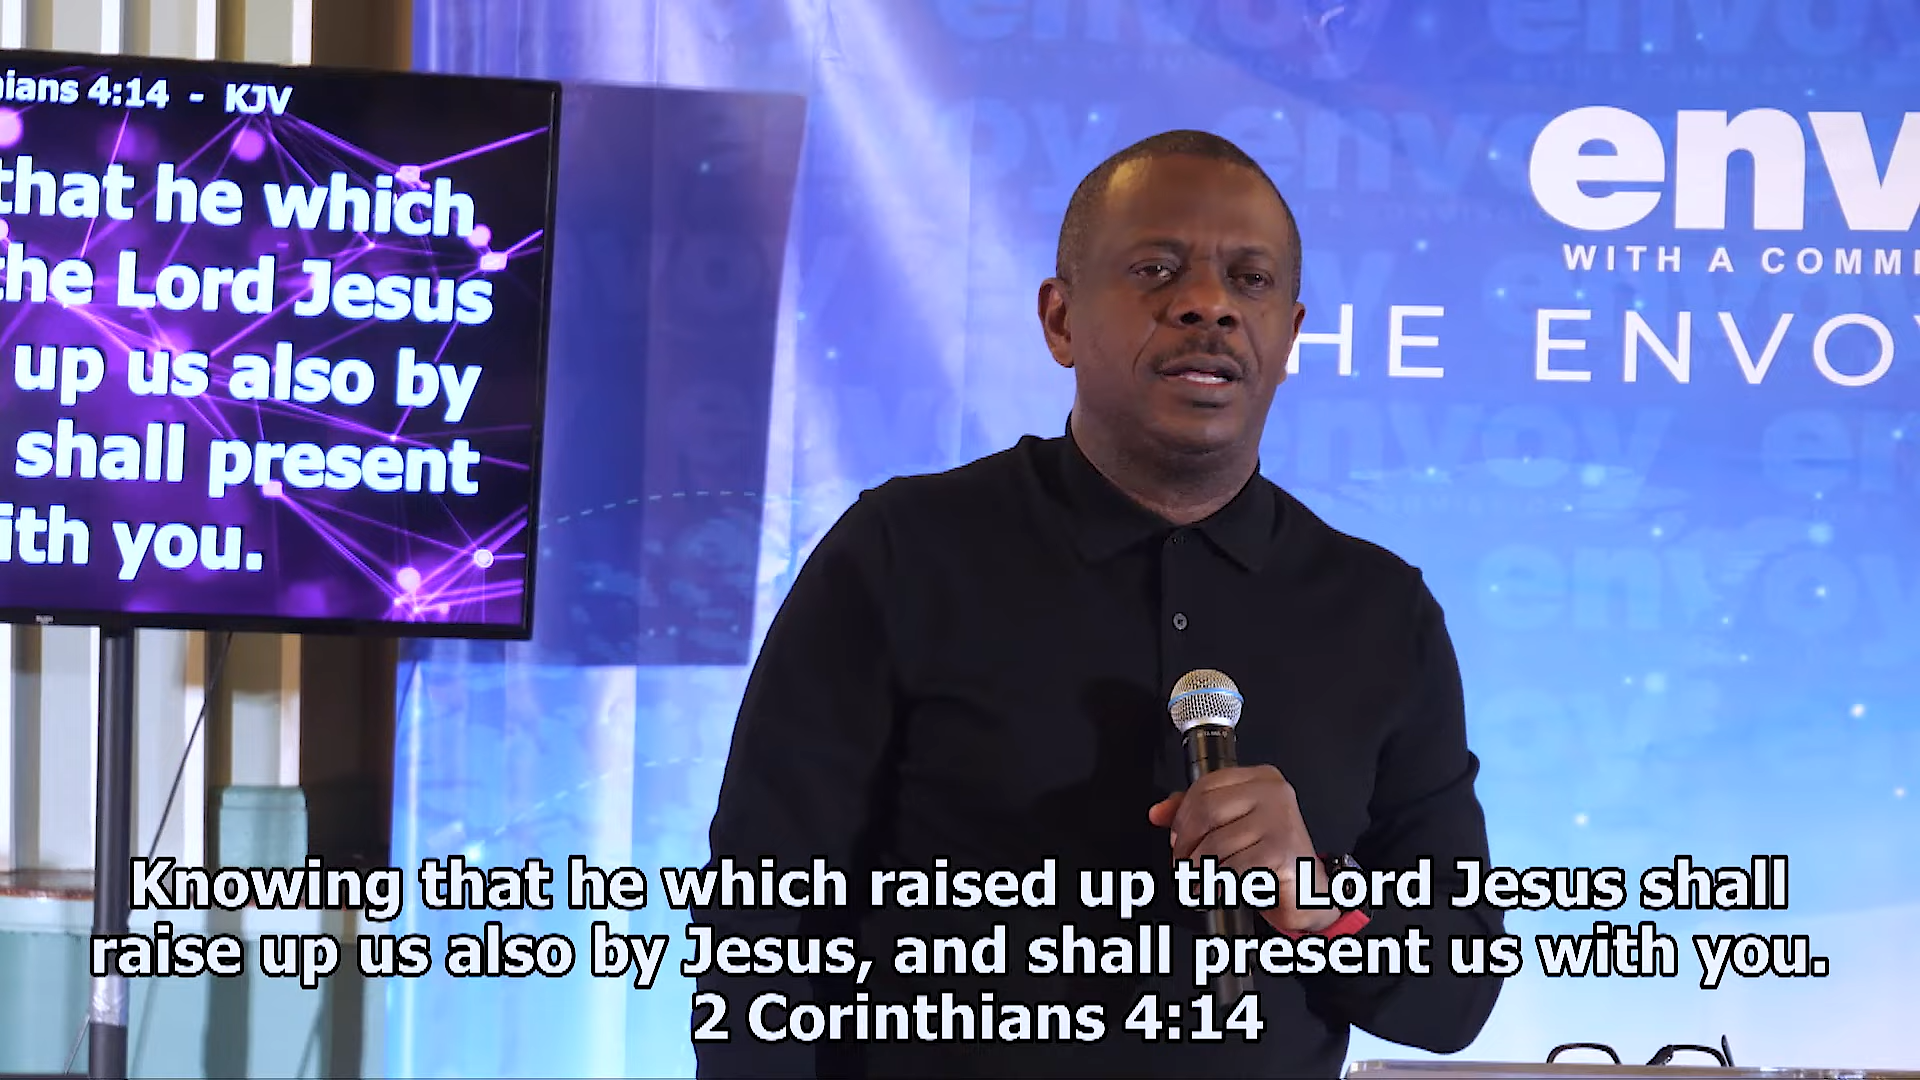 ians 4:14 - KJV
that he which
the Lord Jesus
up us also by
shall present
ith you.
env
WITH A COMM
HE ENVOY
Knowing that he which raised up the Lord Jesus shall
raise up us also by Jesus, and shall present us with you.
2 Corinthians 4:14